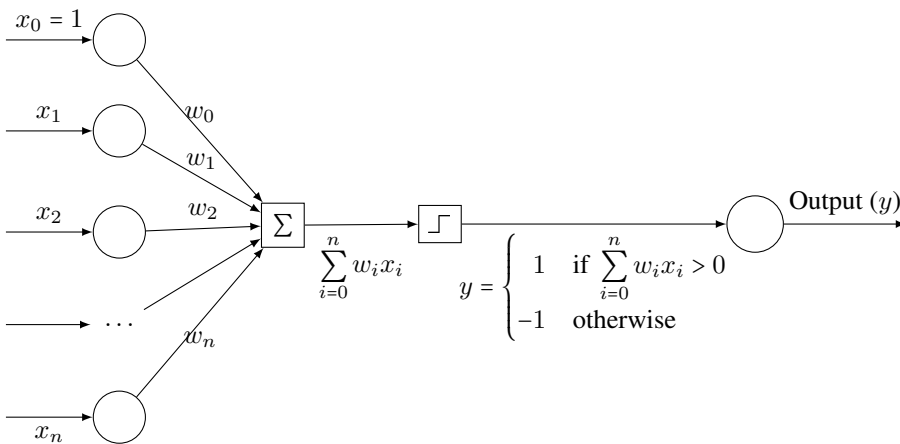 x₀ = 1
w₀
x₁
w₁
x₂
w₂
Σ
Output (y)
∑_{i=0}^{n} wᵢxᵢ
y = { 1 if ∑_{i=0}^{n} wᵢxᵢ > 0
−1 otherwise
...
wₙ
xₙ